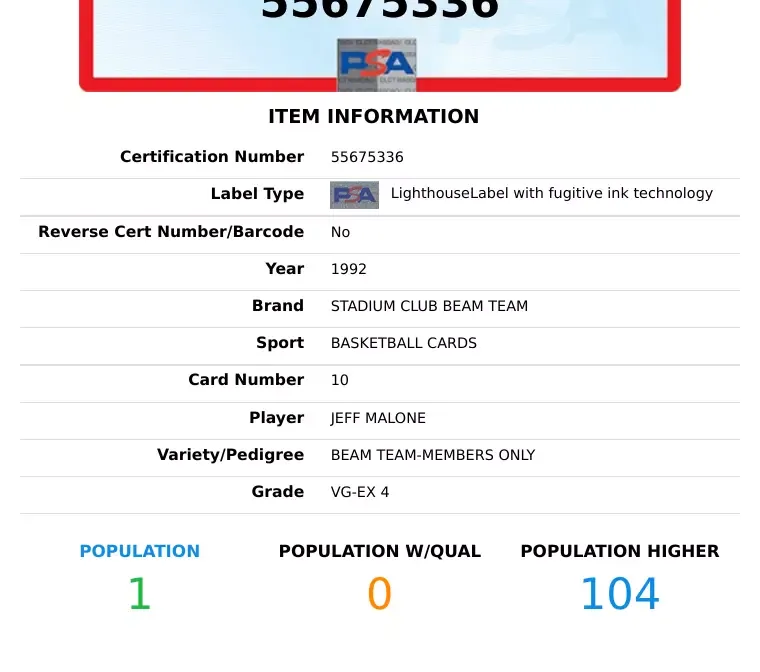 55675336
PSA
ITEM INFORMATION
Certification Number 55675336
Label Type PSA LighthouseLabel with fugitive ink technology
Reverse Cert Number/Barcode No
Year 1992
Brand STADIUM CLUB BEAM TEAM
Sport BASKETBALL CARDS
Card Number 10
Player JEFF MALONE
Variety/Pedigree BEAM TEAM-MEMBERS ONLY
Grade VG-EX 4
POPULATION POPULATION W/QUAL POPULATION HIGHER
1 0 104